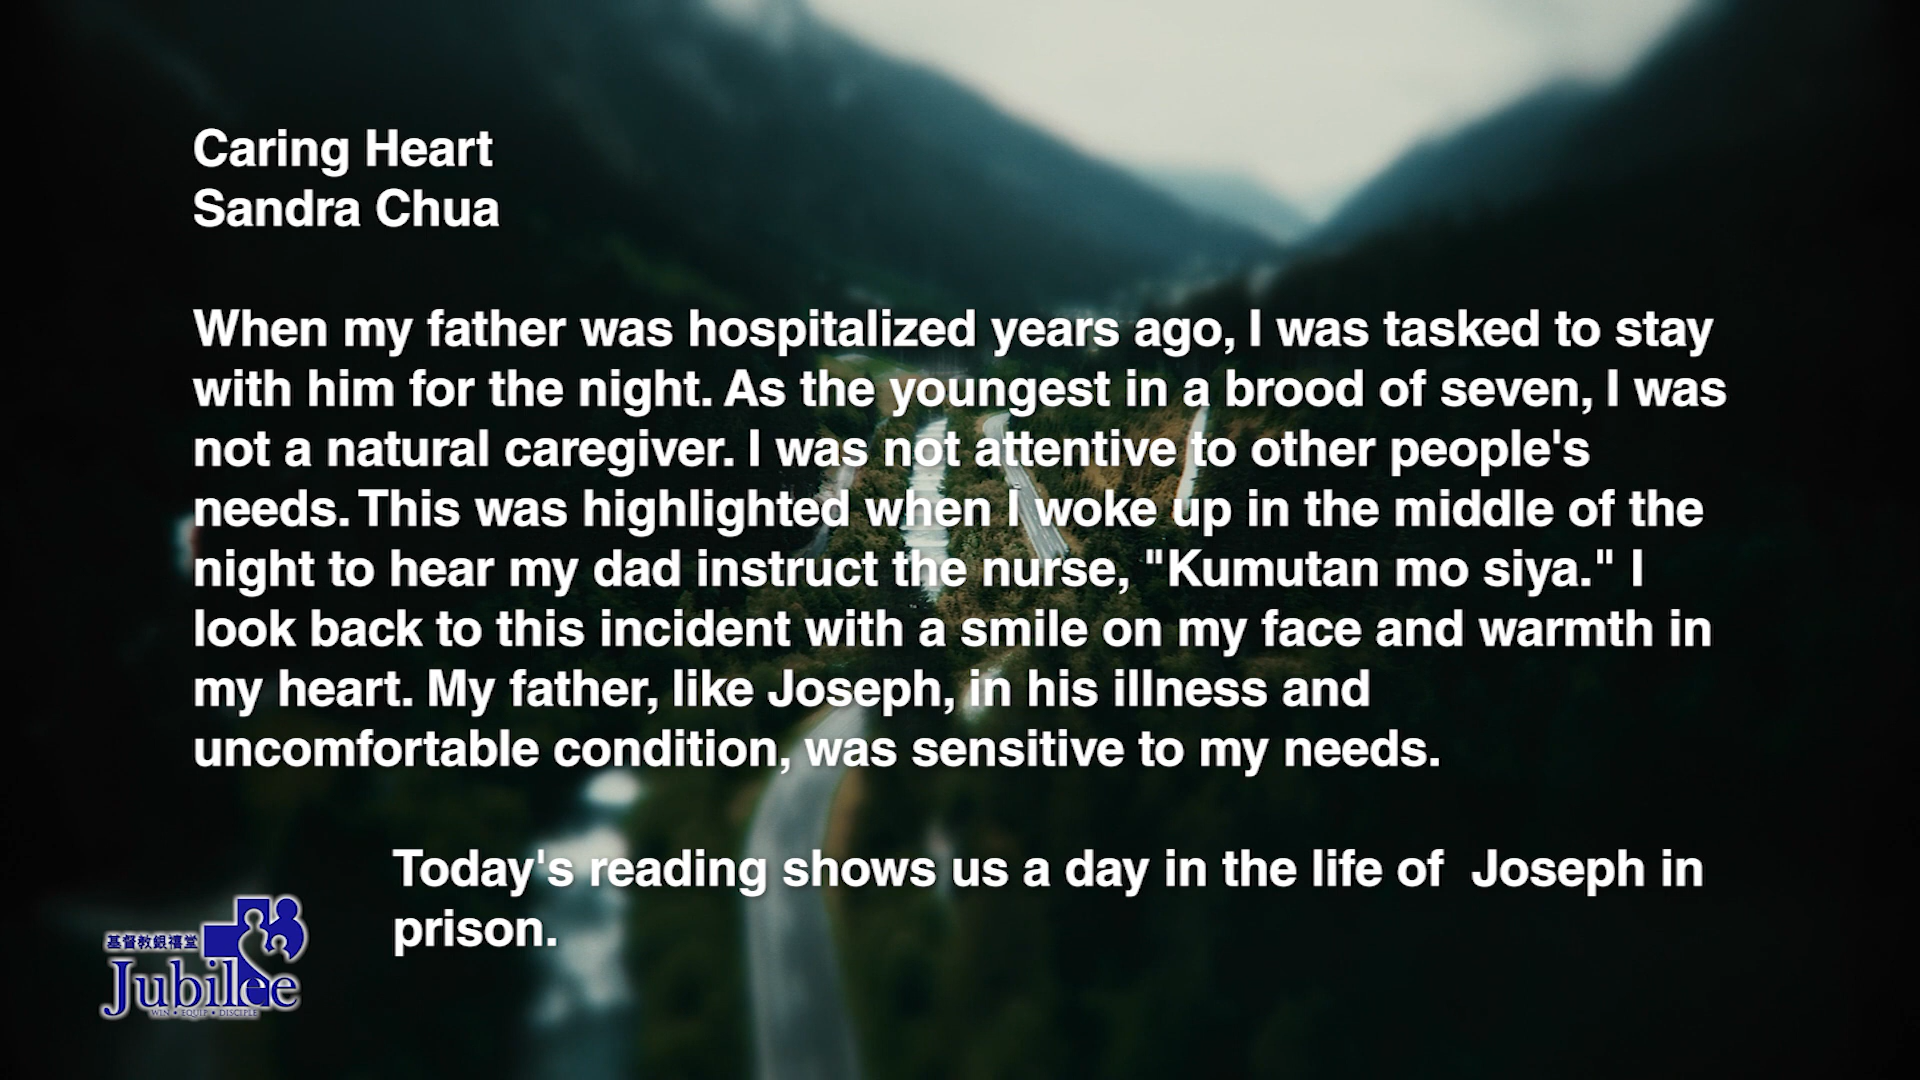 Caring Heart
Sandra Chua
When my father was hospitalized years ago, I was tasked to stay
with him for the night. As the youngest in a brood of seven, I was
not a natural caregiver. I was not attentive to other people's
needs. This was highlighted when I woke up in the middle of the
night to hear my dad instruct the nurse, "Kumutan mo siya." I
look back to this incident with a smile on my face and warmth in
my heart. My father, like Joseph, in his illness and
uncomfortable condition, was sensitive to my needs.
Today's reading shows us a day in the life of  Joseph in
prison.
基督教銀禧堂
Jubilee
WIN • EQUIP • DISCIPLE